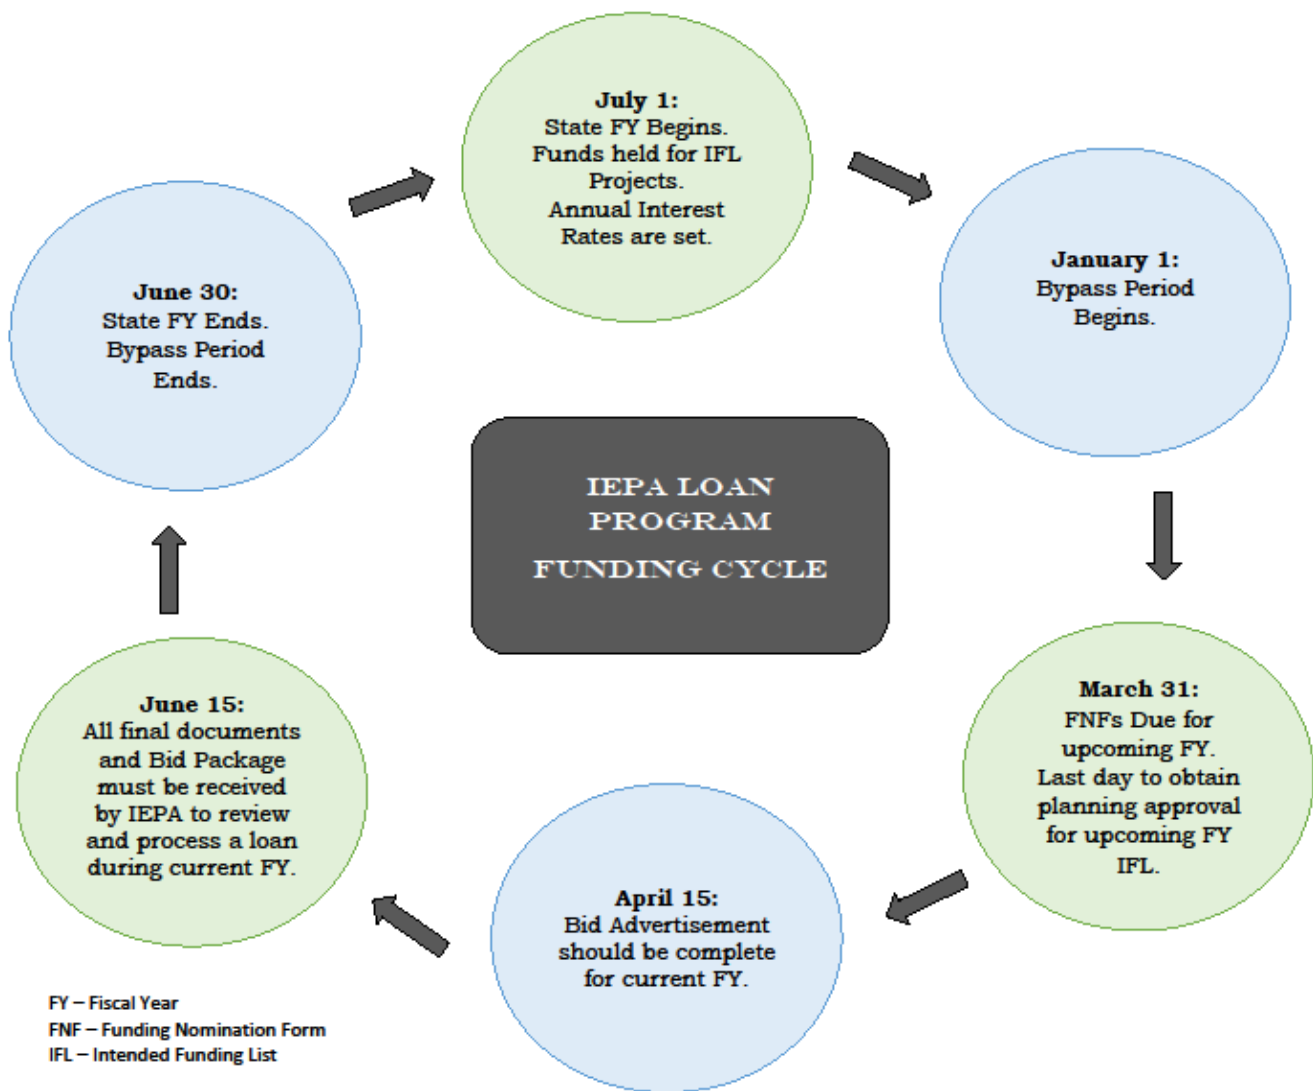 July 1:
State FY Begins.
Funds held for IFL
Projects.
Annual Interest
Rates are set.
January 1:
Bypass Period
Begins.
March 31:
FNFs Due for
upcoming FY.
Last day to obtain
planning approval
for upcoming FY
IFL.
April 15:
Bid Advertisement
should be complete
for current FY.
June 15:
All final documents
and Bid Package
must be received
by IEPA to review
and process a loan
during current FY.
June 30:
State FY Ends.
Bypass Period
Ends.
IEPA LOAN
PROGRAM
FUNDING CYCLE
FY – Fiscal Year
FNF – Funding Nomination Form
IFL – Intended Funding List